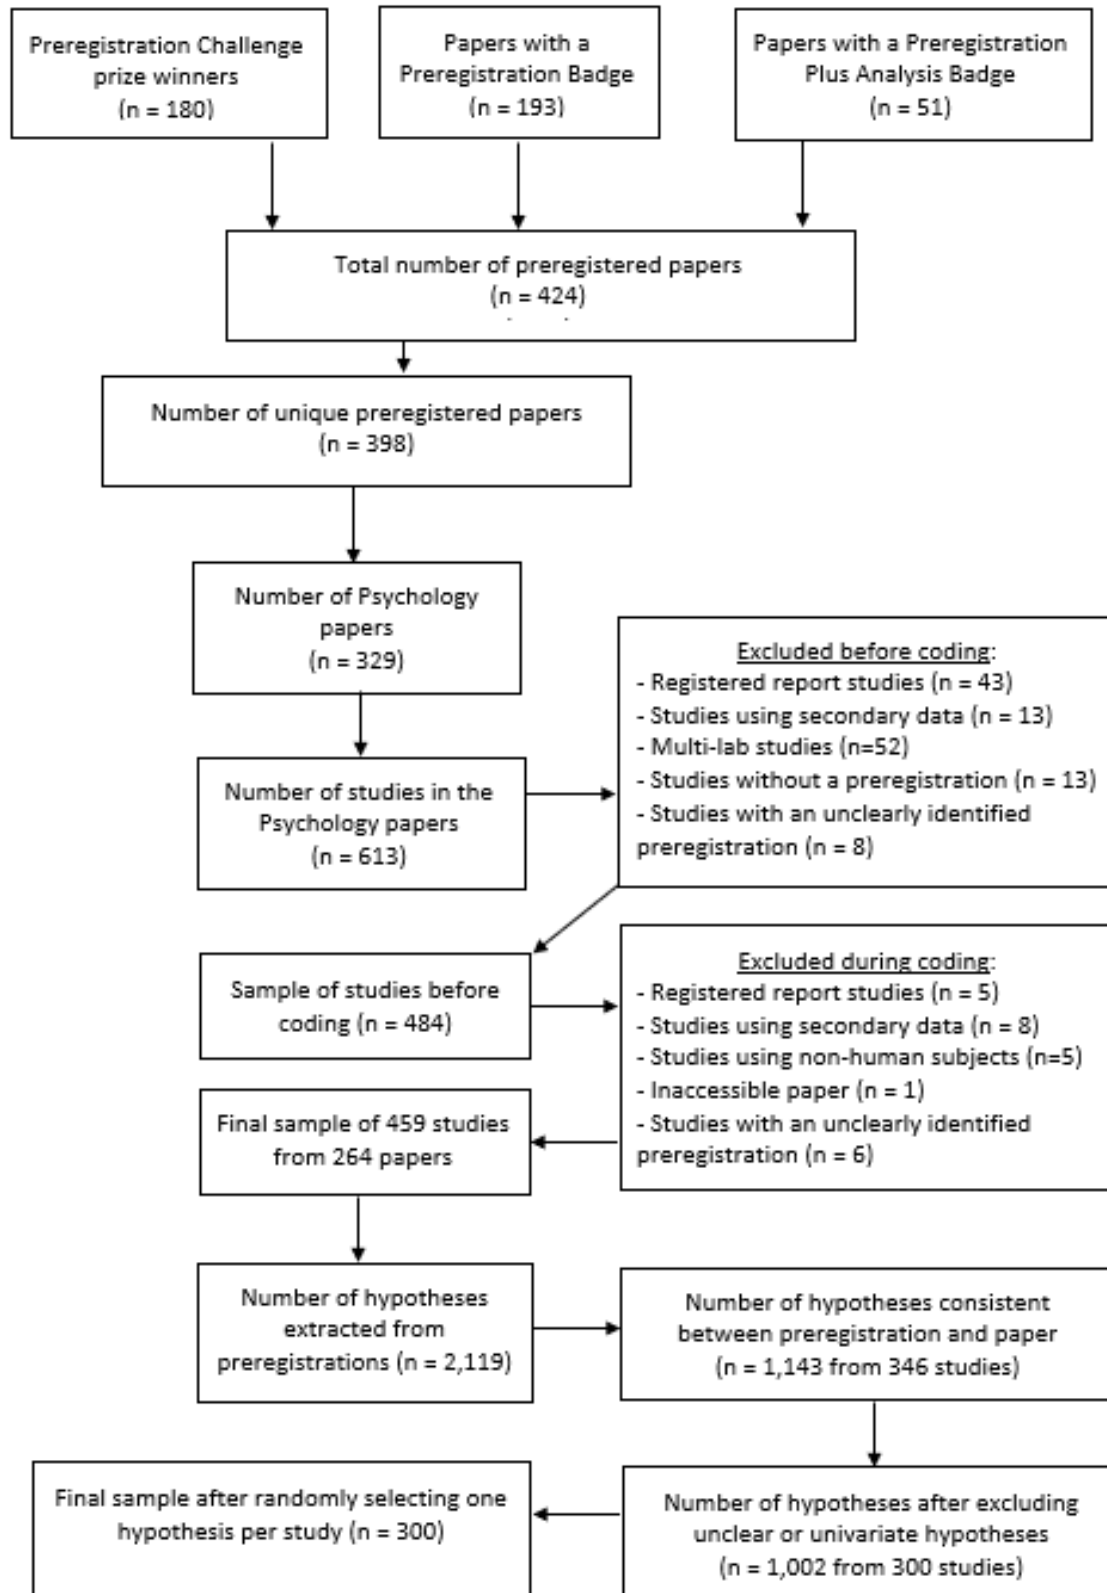 Preregistration Challenge
prize winners
(n = 180)
Papers with a
Preregistration Badge
(n = 193)
Papers with a Preregistration
Plus Analysis Badge
(n = 51)
Total number of preregistered papers
(n = 424)
Number of unique preregistered papers
(n = 398)
Number of Psychology
papers
(n = 329)
Number of studies in the
Psychology papers
(n = 613)
Excluded before coding:
- Registered report studies (n = 43)
- Studies using secondary data (n = 13)
- Multi-lab studies (n=52)
- Studies without a preregistration (n = 13)
- Studies with an unclearly identified
preregistration (n = 8)
Sample of studies before
coding (n = 484)
Excluded during coding:
- Registered report studies (n = 5)
- Studies using secondary data (n = 8)
- Studies using non-human subjects (n=5)
- Inaccessible paper (n = 1)
- Studies with an unclearly identified
preregistration (n = 6)
Final sample of 459 studies
from 264 papers
Number of hypotheses
extracted from
preregistrations (n = 2,119)
Number of hypotheses consistent
between preregistration and paper
(n = 1,143 from 346 studies)
Number of hypotheses after excluding
unclear or univariate hypotheses
(n = 1,002 from 300 studies)
Final sample after randomly selecting one
hypothesis per study (n = 300)